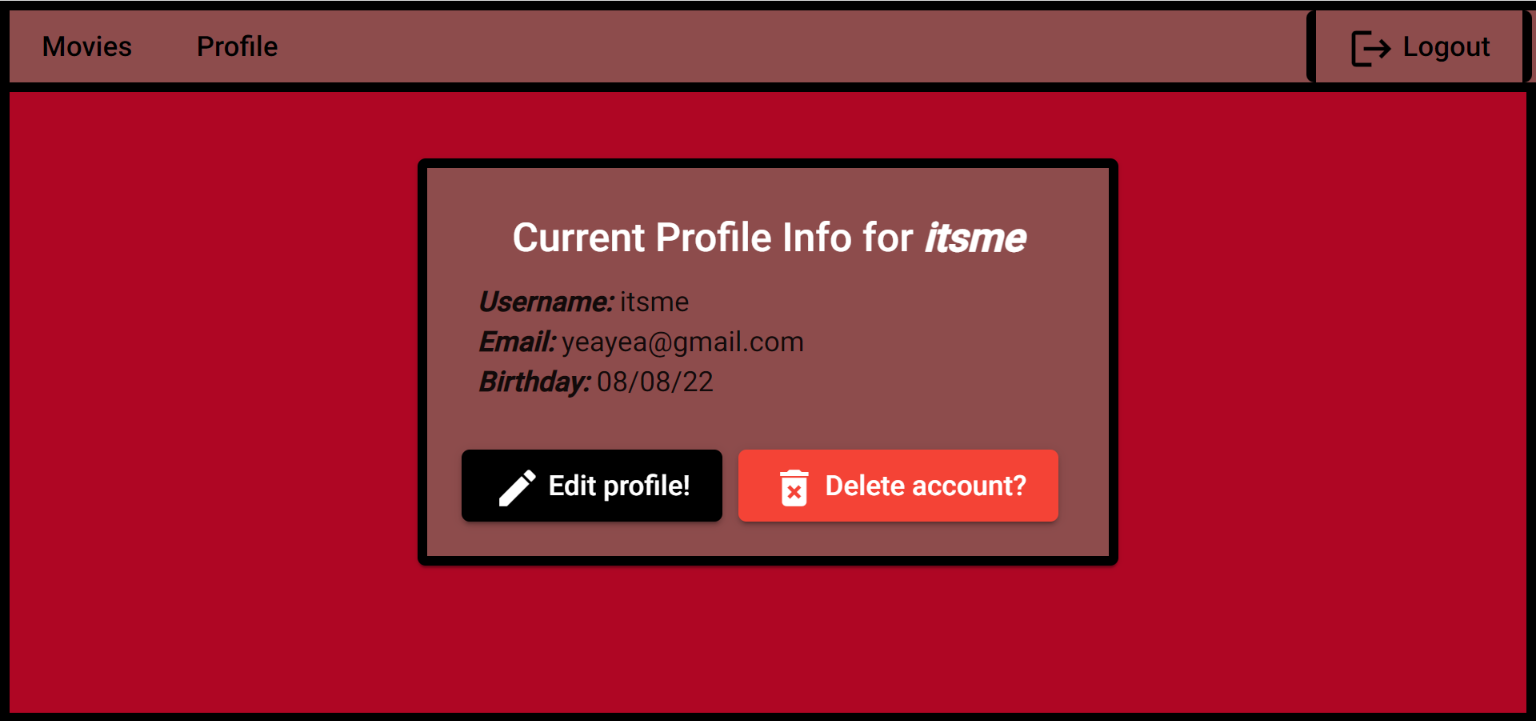 Movies Profile Logout
Current Profile Info for itsme
Username: itsme
Email: yeayea@gmail.com
Birthday: 08/08/22
Edit profile! Delete account?